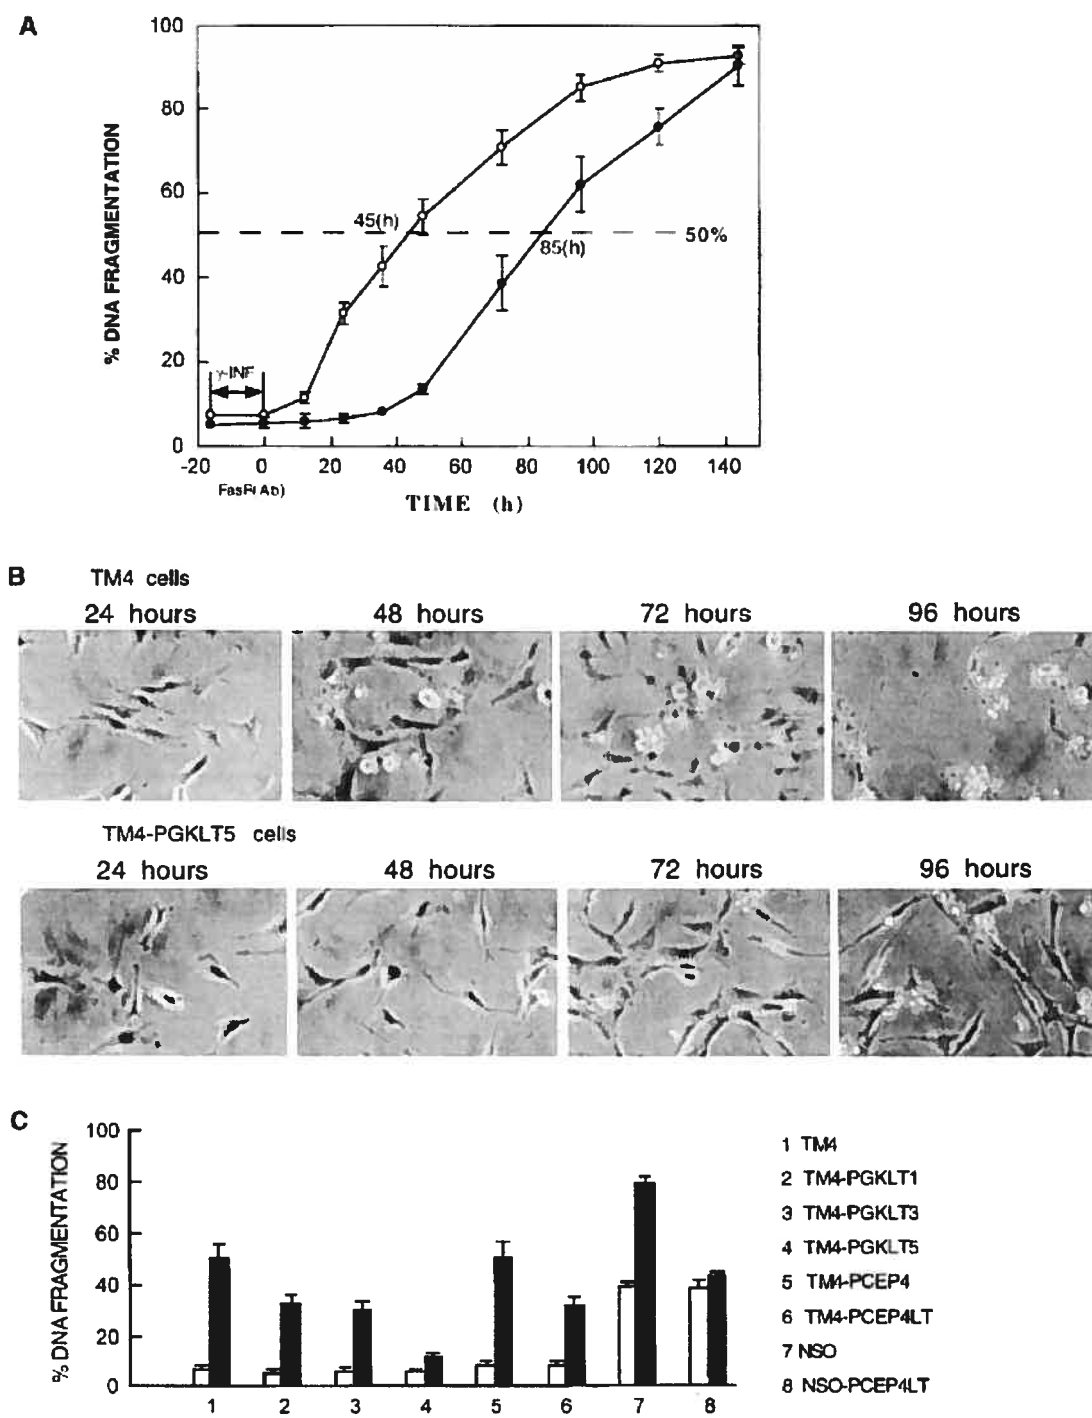 A
100
80
60
40
20
0
% DNA FRAGMENTATION
45(h)
85(h)
50%
γ-INF
-20 0 20 40 60 80 100 120 140
FasR(Ab)
TIME (h)
B
TM4 cells
24 hours 48 hours 72 hours 96 hours
TM4-PGKLT5 cells
24 hours 48 hours 72 hours 96 hours
C
100
80
60
40
20
0
% DNA FRAGMENTATION
1 2 3 4 5 6 7 8
1 TM4
2 TM4-PGKLT1
3 TM4-PGKLT3
4 TM4-PGKLT5
5 TM4-PCEP4
6 TM4-PCEP4LT
7 NSO
8 NSO-PCEP4LT